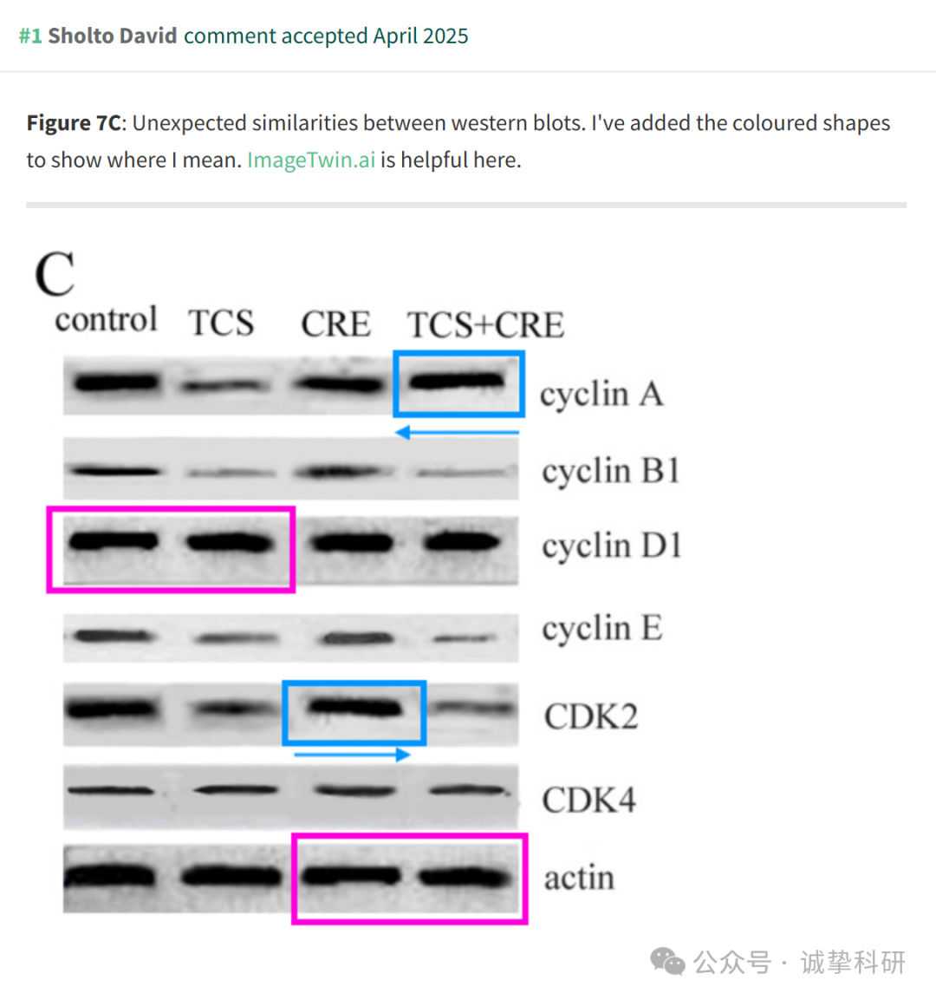 #1 Sholto David comment accepted April 2025
Figure 7C: Unexpected similarities between western blots. I've added the coloured shapes
to show where I mean. ImageTwin.ai is helpful here.
C
control TCS CRE TCS+CRE
cyclin A
cyclin B1
cyclin D1
cyclin E
CDK2
CDK4
actin
公众号 · 诚挚科研